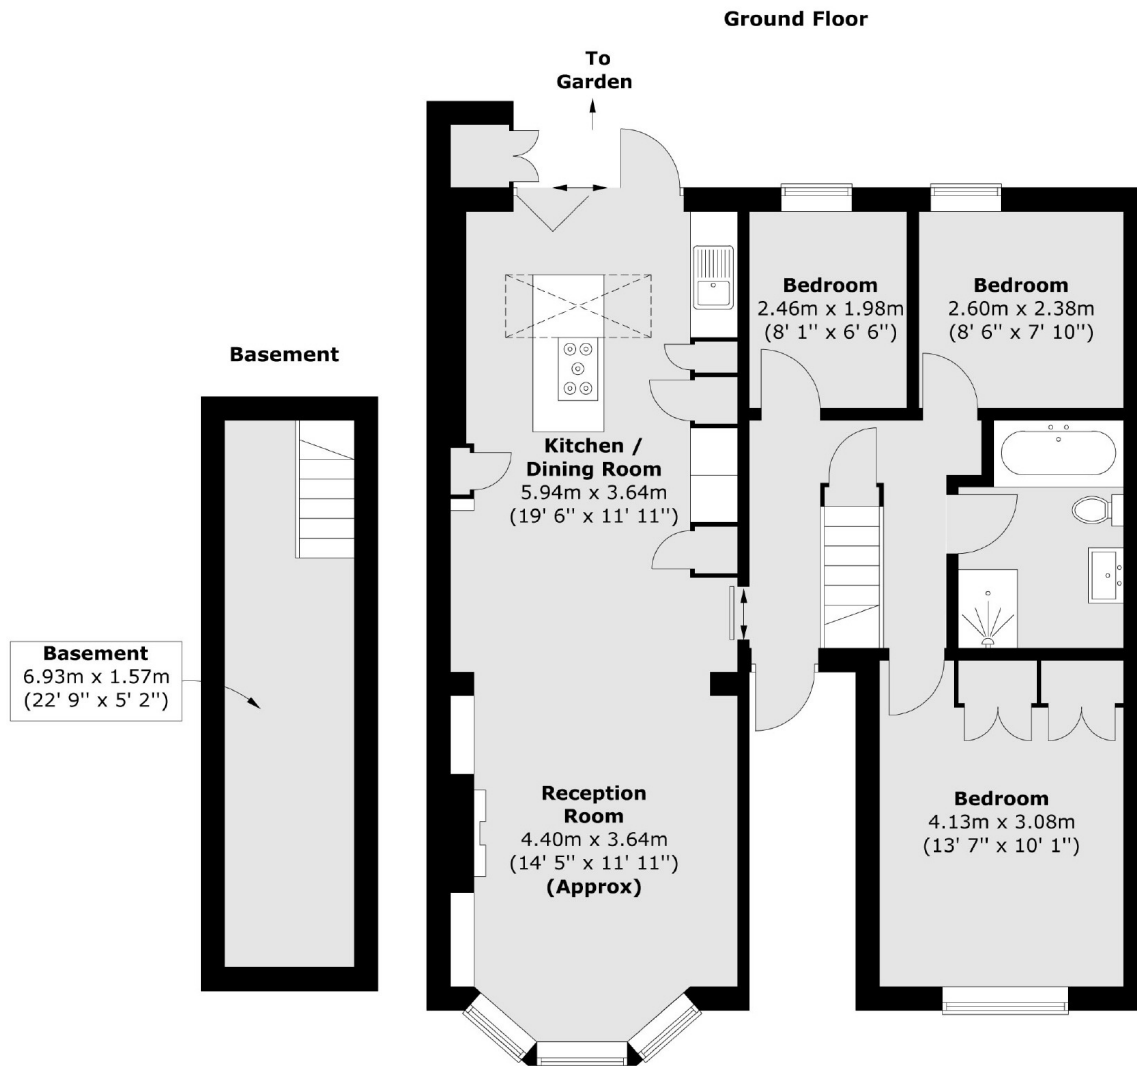 Ground Floor
To
Garden
Bedroom
2.46m x 1.98m
(8' 1" x 6' 6")
Bedroom
2.60m x 2.38m
(8' 6" x 7' 10")
Basement
Kitchen /
Dining Room
5.94m x 3.64m
(19' 6" x 11' 11")
Basement
6.93m x 1.57m
(22' 9" x 5' 2")
Reception
Room
4.40m x 3.64m
(14' 5" x 11' 11")
(Approx)
Bedroom
4.13m x 3.08m
(13' 7" x 10' 1")